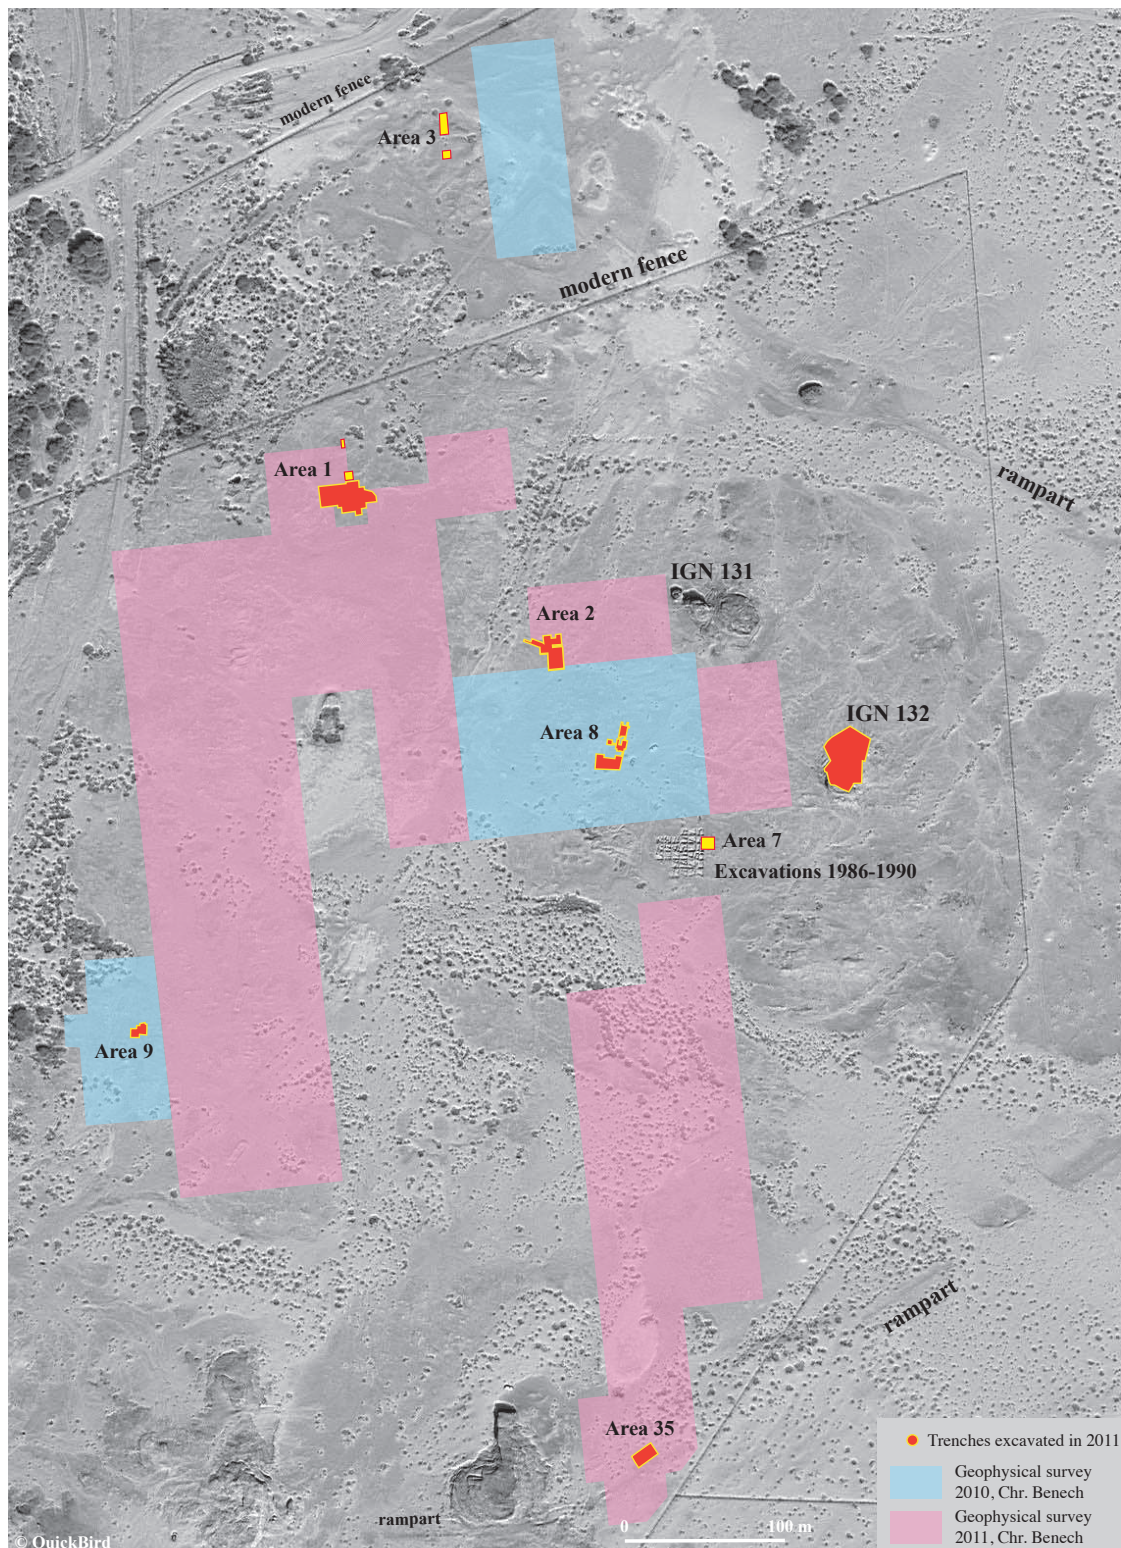 modern fence
Area 3
modern fence
Area 1
rampart
IGN 131
Area 2
IGN 132
Area 8
Area 7
Excavations 1986-1990
Area 9
rampart
Area 35
Trenches excavated in 2011
Geophysical survey
2010, Chr. Benech
Geophysical survey
2011, Chr. Benech
rampart
0
100 m
© QuickBird